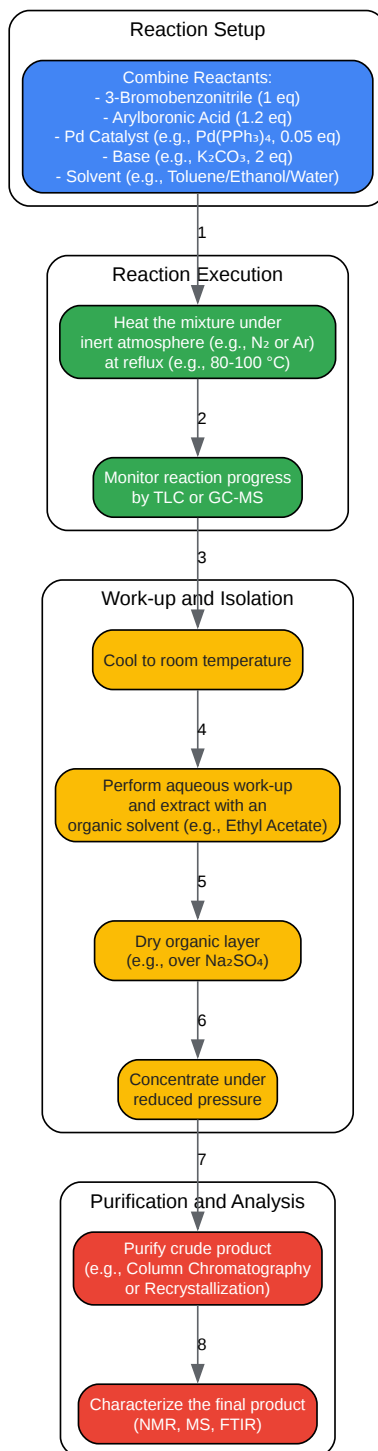 Reaction Setup
Combine Reactants:
- 3-Bromobenzonitrile (1 eq)
- Arylboronic Acid (1.2 eq)
- Pd Catalyst (e.g., Pd(PPh₃)₄, 0.05 eq)
- Base (e.g., K₂CO₃, 2 eq)
- Solvent (e.g., Toluene/Ethanol/Water)
1
Reaction Execution
Heat the mixture under
inert atmosphere (e.g., N₂ or Ar)
at reflux (e.g., 80-100 °C)
2
Monitor reaction progress
by TLC or GC-MS
3
Work-up and Isolation
Cool to room temperature
4
Perform aqueous work-up
and extract with an
organic solvent (e.g., Ethyl Acetate)
5
Dry organic layer
(e.g., over Na₂SO₄)
6
Concentrate under
reduced pressure
7
Purification and Analysis
Purify crude product
(e.g., Column Chromatography
or Recrystallization)
8
Characterize the final product
(NMR, MS, FTIR)